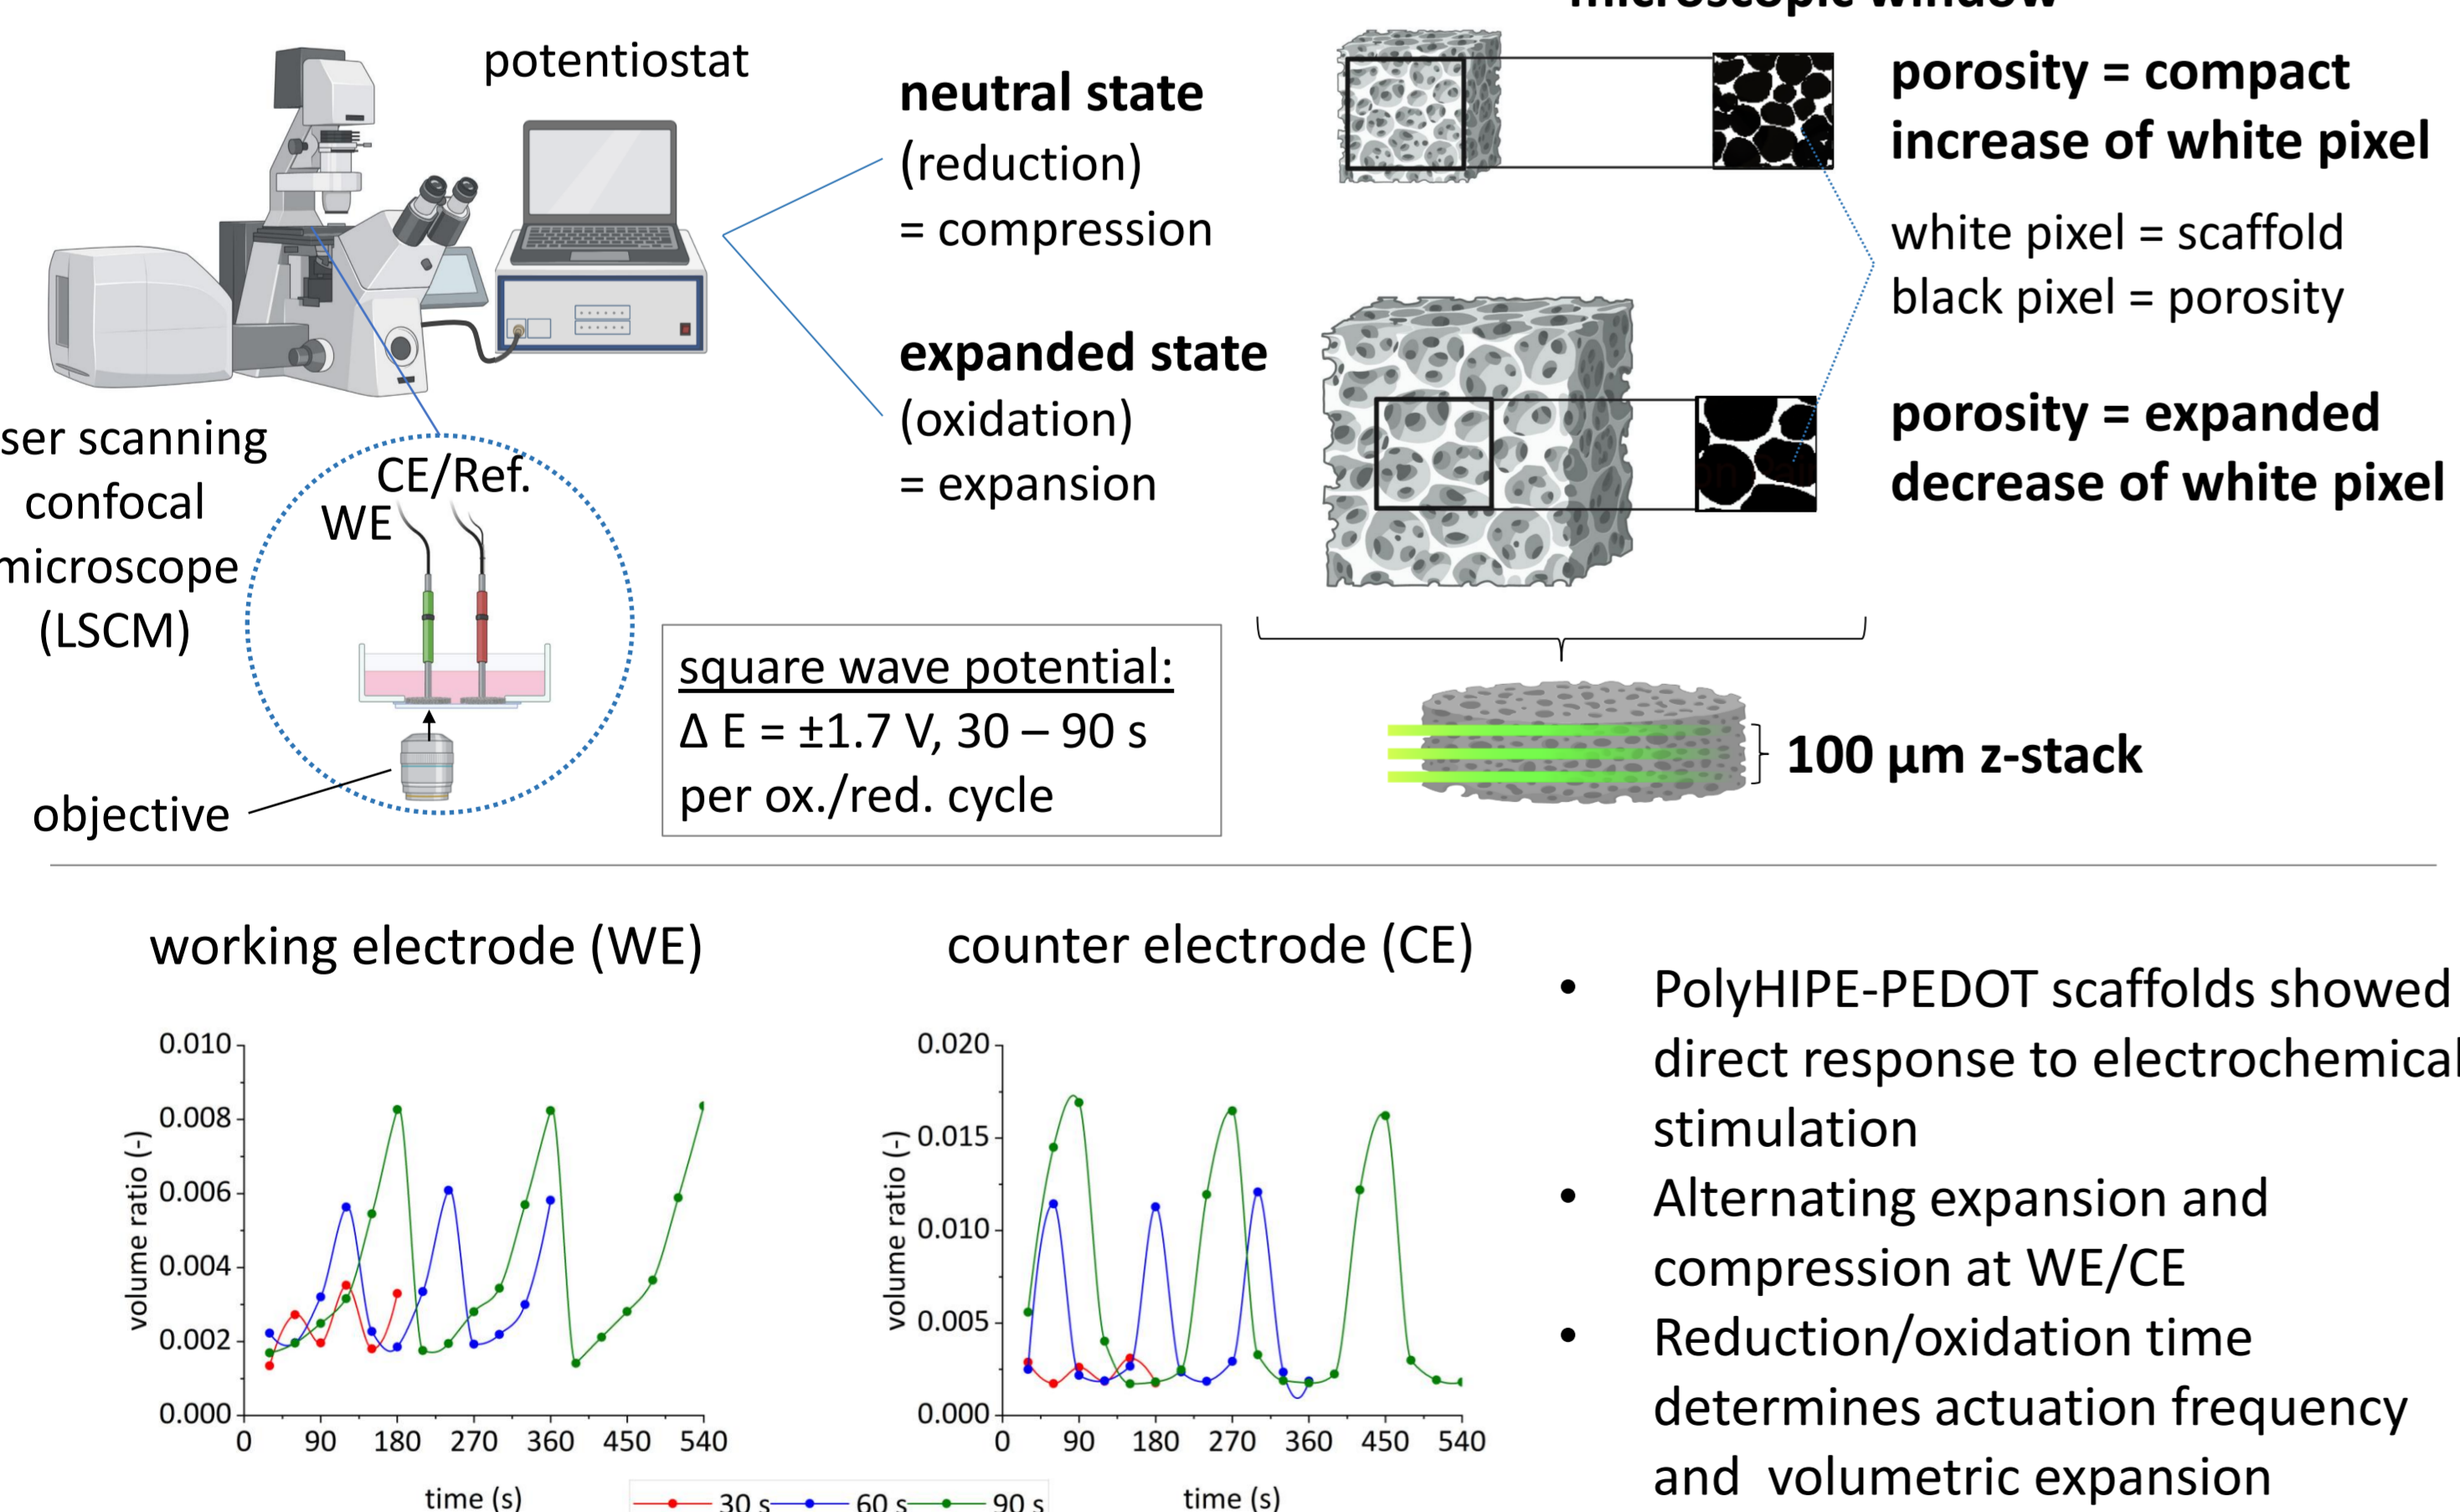 microscopic window
potentiostat
neutral state
(reduction)
= compression
expanded state
(oxidation)
= expansion
porosity = compact
increase of white pixel
white pixel = scaffold
black pixel = porosity
porosity = expanded
decrease of white pixel
ser scanning
confocal
microscope
(LSCM)
CE/Ref.
WE
objective
square wave potential:
Δ E = ±1.7 V, 30 – 90 s
per ox./red. cycle
100 µm z-stack
working electrode (WE)
volume ratio (-)
0.010
0.008
0.006
0.004
0.002
0.000
0 90 180 270 360 450 540
time (s)
counter electrode (CE)
volume ratio (-)
0.020
0.015
0.010
0.005
0.000
0 90 180 270 360 450 540
time (s)
30 s 60 s 90 s
• PolyHIPE-PEDOT scaffolds showed
direct response to electrochemical
stimulation
• Alternating expansion and
compression at WE/CE
• Reduction/oxidation time
determines actuation frequency
and volumetric expansion